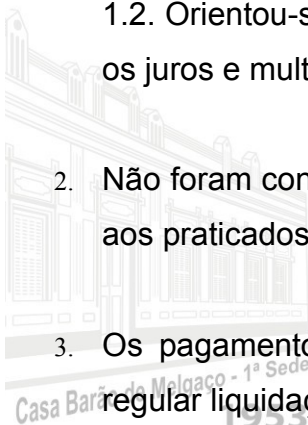 1.2. Orientou-s
os juros e mult
2. Não foram con
aos praticados
3. Os pagamento
regular liquidaç
Casa Barão de Melgaço - 1ª Sede
1953